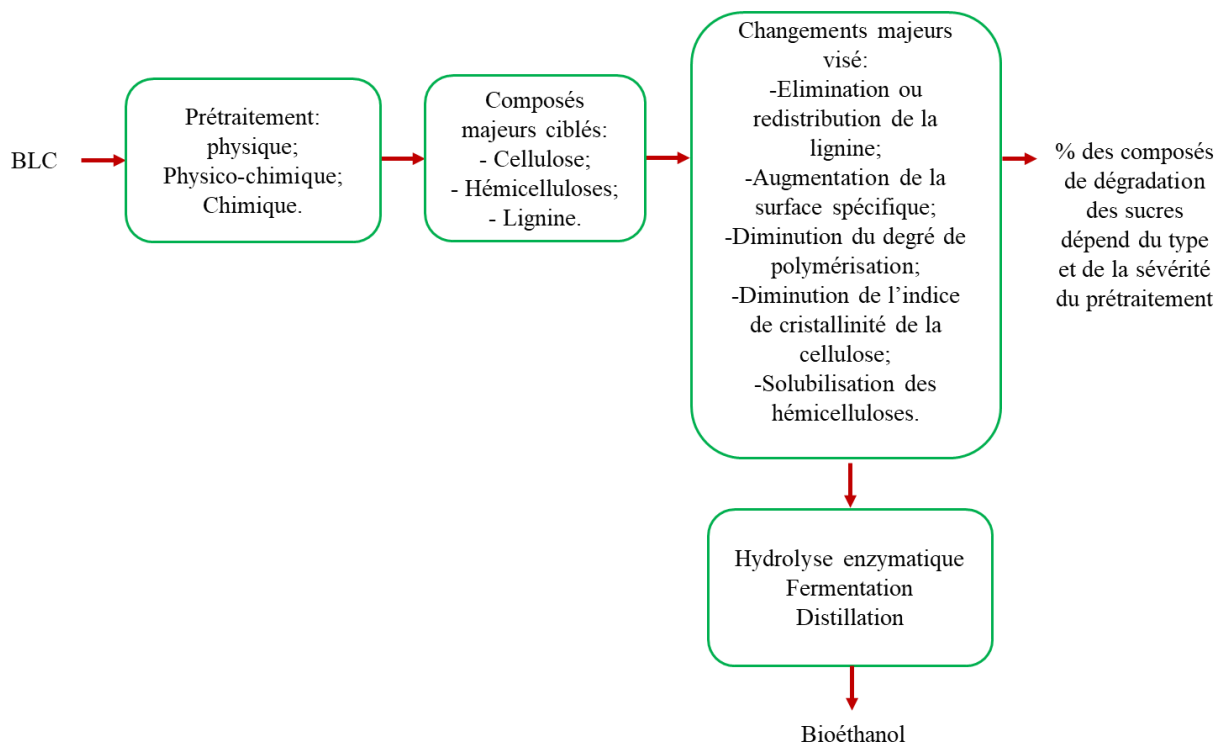 BLC
Prétraitement:
physique;
Physico-chimique;
Chimique.
Composés
majeurs ciblés:
- Cellulose;
- Hémicelluloses;
- Lignine.
Changements majeurs
visé:
-Elimination ou
redistribution de la
lignine;
-Augmentation de la
surface spécifique;
-Diminution du degré de
polymérisation;
-Diminution de l’indice
de cristallinité de la
cellulose;
-Solubilisation des
hémicelluloses.
% des composés
de dégradation
des sucres
dépend du type
et de la sévérité
du prétraitement
Hydrolyse enzymatique
Fermentation
Distillation
Bioéthanol